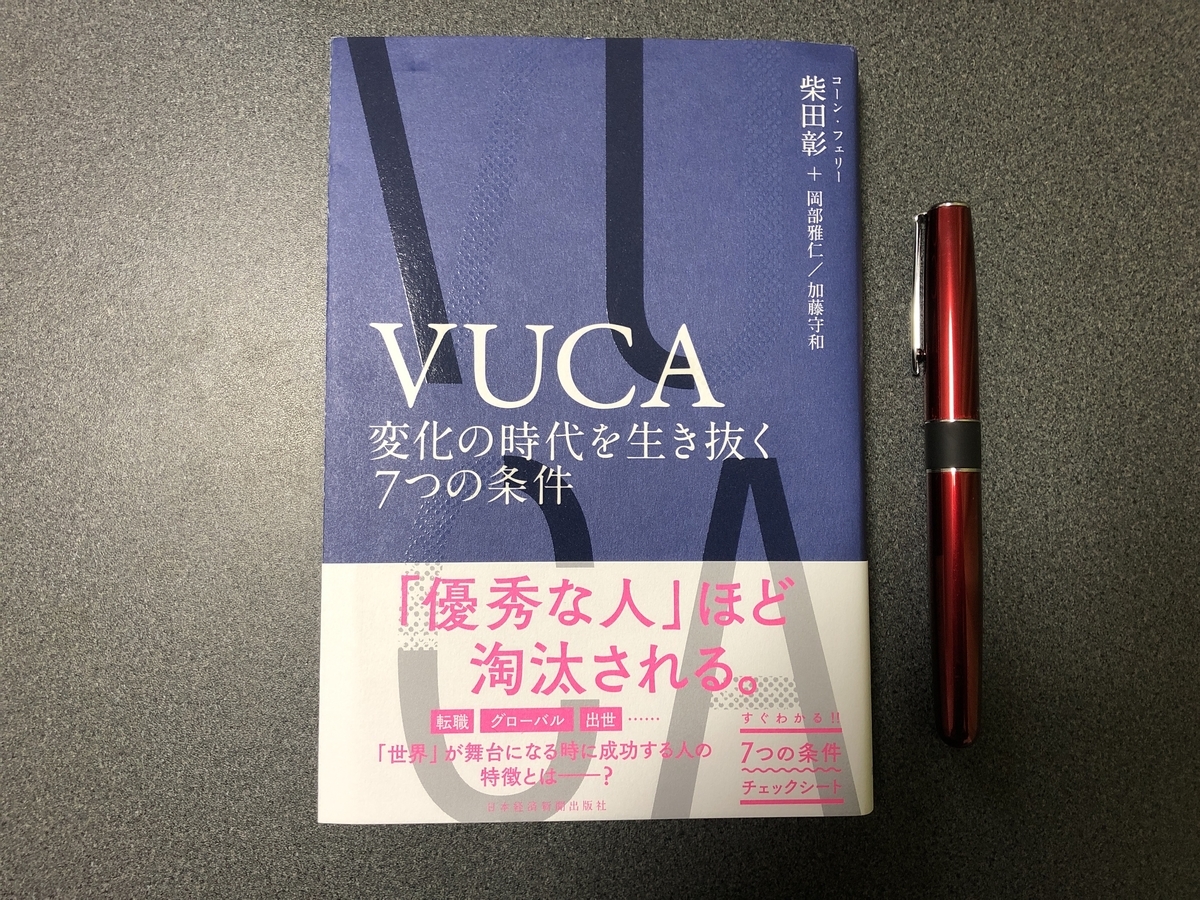 コーン・フェリー
柴田彰 + 岡部雅仁／加藤守和
VUCA
VUCA
変化の時代を生き抜く
7つの条件
「優秀な人」ほど
淘汰される。
転職 グローバル 出世 ……
「世界」が舞台になる時に成功する人の
特徴とは──？
すぐわかる!!
7つの条件
チェックシート
日本経済新聞出版社